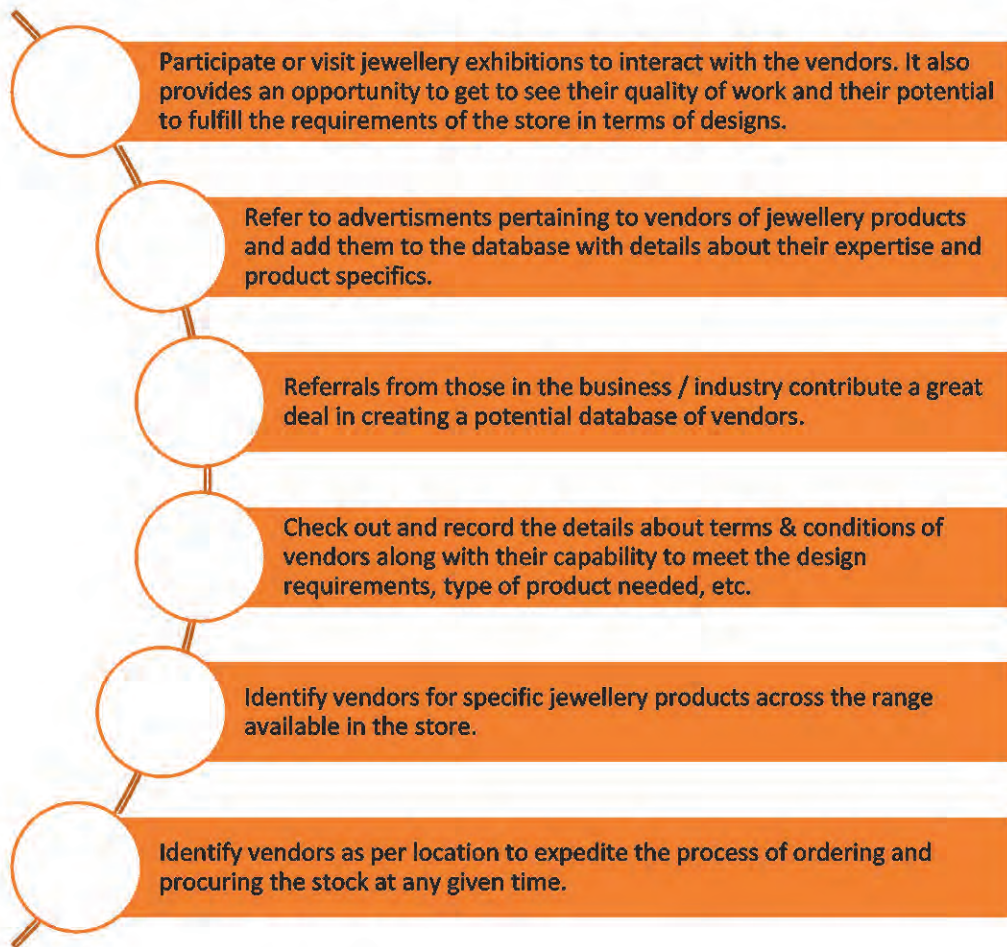 Participate or visit jewellery exhibitions to interact with the vendors. It also
provides an opportunity to get to see their quality of work and their potential
to fulfill the requirements of the store in terms of designs.
Refer to advertisments pertaining to vendors of jewellery products
and add them to the database with details about their expertise and
product specifics.
Referrals from those in the business / industry contribute a great
deal in creating a potential database of vendors.
Check out and record the details about terms & conditions of
vendors along with their capability to meet the design
requirements, type of product needed, etc.
Identify vendors for specific jewellery products across the range
available in the store.
Identify vendors as per location to expedite the process of ordering and
procuring the stock at any given time.